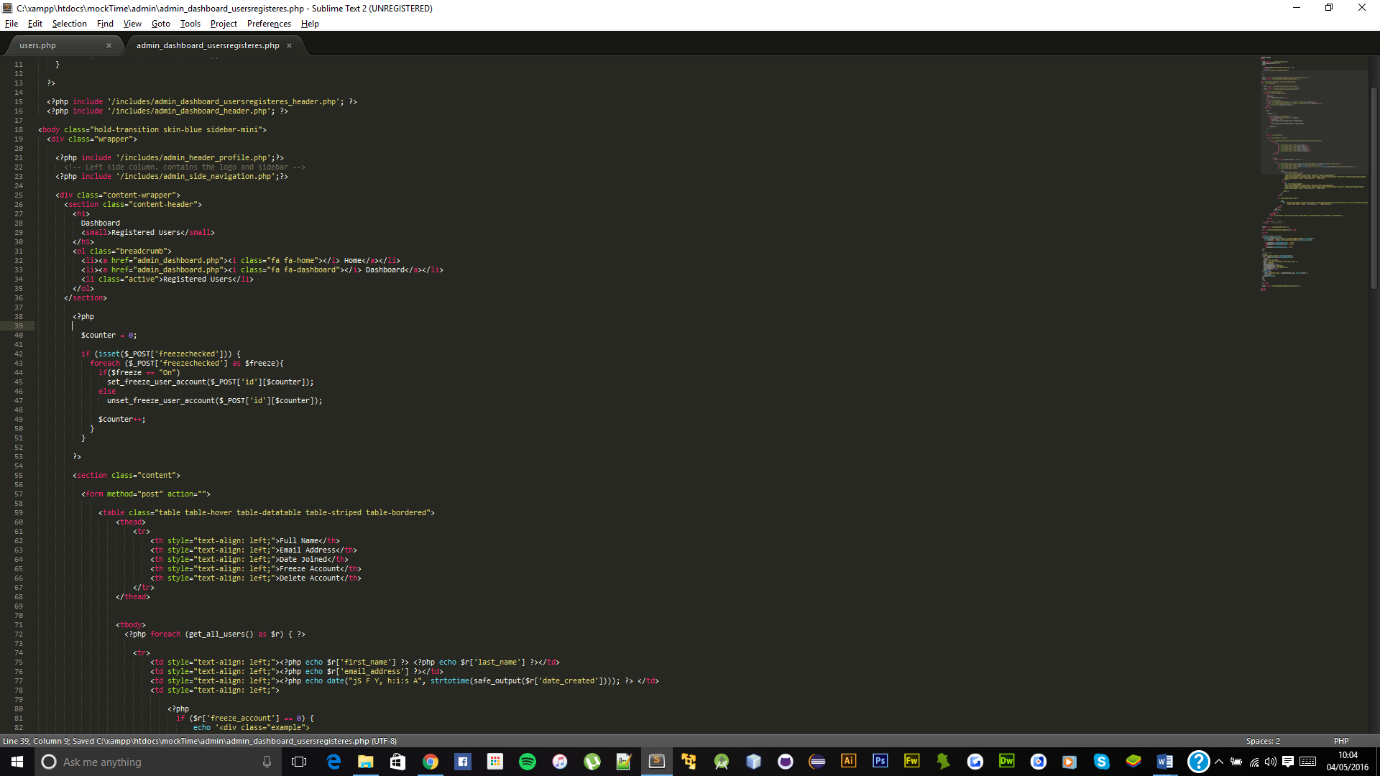 C:\xampp\htdocs\mockTime\admin\admin_dashboard_usersregisteres.php - Sublime Text 2 (UNREGISTERED)
File Edit Selection Find View Goto Tools Project Preferences Help
users.php × admin_dashboard_usersregisteres.php ×
11 }
12
13 ?>
14
15 <?php include '/includes/admin_dashboard_usersregisteres_header.php'; ?>
16 <?php include '/includes/admin_dashboard_header.php'; ?>
17
18 <body class="hold-transition skin-blue sidebar-mini">
19 <div class="wrapper">
20
21 <?php include '/includes/admin_header_profile.php';?>
22 <!-- Left side column. contains the logo and sidebar -->
23 <?php include '/includes/admin_side_navigation.php';?>
24
25 <div class="content-wrapper">
26 <section class="content-header">
27 <h1>
28 Dashboard
29 <small>Registered Users</small>
30 </h1>
31 <ol class="breadcrumb">
32 <li><a href="admin_dashboard.php"><i class="fa fa-home"></i> Home</a></li>
33 <li><a href="admin_dashboard.php"><i class="fa fa-dashboard"></i> Dashboard</a></li>
34 <li class="active">Registered Users</li>
35 </ol>
36 </section>
37
38 <?php
39
40 $counter = 0;
41
42 if (isset($_POST['freezechecked'])) {
43 foreach ($_POST['freezechecked'] as $freeze){
44 if($freeze == "On")
45 set_freeze_user_account($_POST['id'][$counter]);
46 else
47 unset_freeze_user_account($_POST['id'][$counter]);
48
49 $counter++;
50 }
51 }
52
53 ?>
54
55 <section class="content">
56
57 <form method="post" action="">
58
59 <table class="table table-hover table-datatable table-striped table-bordered">
60 <thead>
61 <tr>
62 <th style="text-align: left;">Full Name</th>
63 <th style="text-align: left;">Email Address</th>
64 <th style="text-align: left;">Date Joined</th>
65 <th style="text-align: left;">Freeze Account</th>
66 <th style="text-align: left;">Delete Account</th>
67 </tr>
68 </thead>
69
70
71 <tbody>
72 <?php foreach (get_all_users() as $r) { ?>
73
74 <tr>
75 <td style="text-align: left;"><?php echo $r['first_name'] ?> <?php echo $r['last_name'] ?></td>
76 <td style="text-align: left;"><?php echo $r['email_address'] ?></td>
77 <td style="text-align: left;"><?php echo date("jS F Y, h:i:s A", strtotime(safe_output($r['date_created']))); ?> </td>
78 <td style="text-align: left;">
79
80 <?php
81 if ($r['freeze_account'] == 0) {
82 echo '<div class="example">
Line 39, Column 9; Saved C:\xampp\htdocs\mockTime\admin\admin_dashboard_usersregisteres.php (UTF-8) Spaces: 2 PHP
Ask me anything
Ai Ps Fw Dw
10:04
04/05/2016